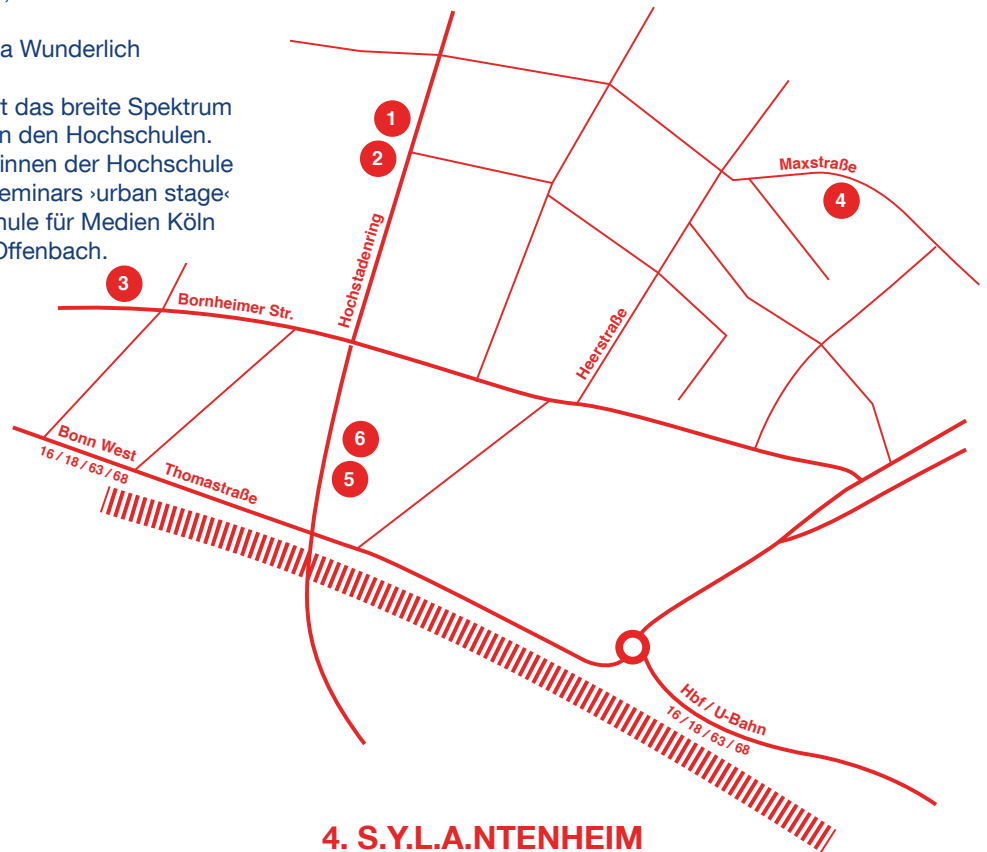 a Wunderlich
t das breite Spektrum
n den Hochschulen.
innen der Hochschule
eminars ›urban stage‹
hule für Medien Köln
Offenbach.
1
2
Maxstraße
4
Hochstadenring
3
Bornheimer Str.
Heerstraße
6
5
Bonn West
16 / 18 / 63 / 68
Thomastraße
Hbf / U-Bahn
16 / 18 / 63 / 68
4. S.Y.L.A.NTENHEIM